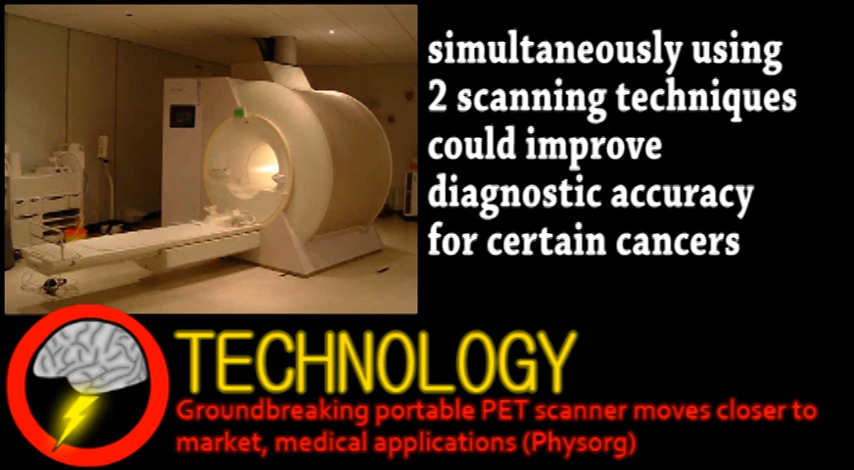 simultaneously using
2 scanning techniques
could improve
diagnostic accuracy
for certain cancers
TECHNOLOGY
Groundbreaking portable PET scanner moves closer to
market, medical applications (Physorg)